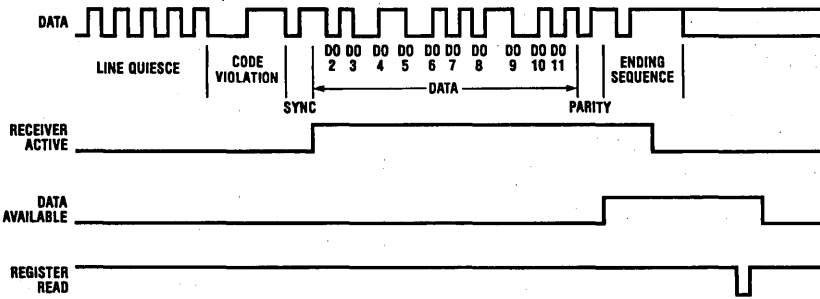 DATA
LINE QUIESCE
CODE
VIOLATION
SYNC
DO DO DO DO DO DO DO DO DO DO
2 3 4 5 6 7 8 9 10 11
DATA
PARITY
ENDING
SEQUENCE
RECEIVER
ACTIVE
DATA
AVAILABLE
REGISTER
READ